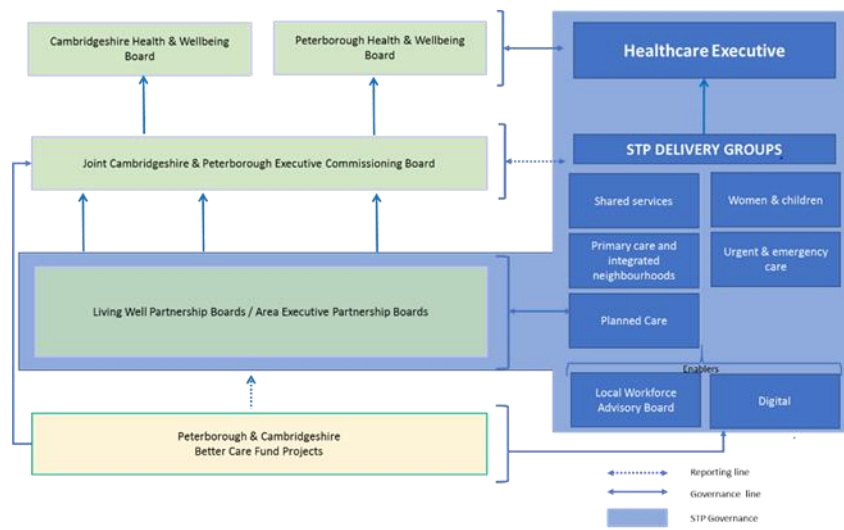 Cambridgeshire Health & Wellbeing
Board
Peterborough Health & Wellbeing
Board
Healthcare Executive
Joint Cambridgeshire & Peterborough Executive Commissioning Board
STP DELIVERY GROUPS
Shared services
Women & children
Primary care and
integrated
neighbourhoods
Urgent & emergency
care
Living Well Partnership Boards / Area Executive Partnership Boards
Planned Care
Enablers
Local Workforce
Advisory Board
Digital
Peterborough & Cambridgeshire
Better Care Fund Projects
Reporting line
Governance line
STP Governance